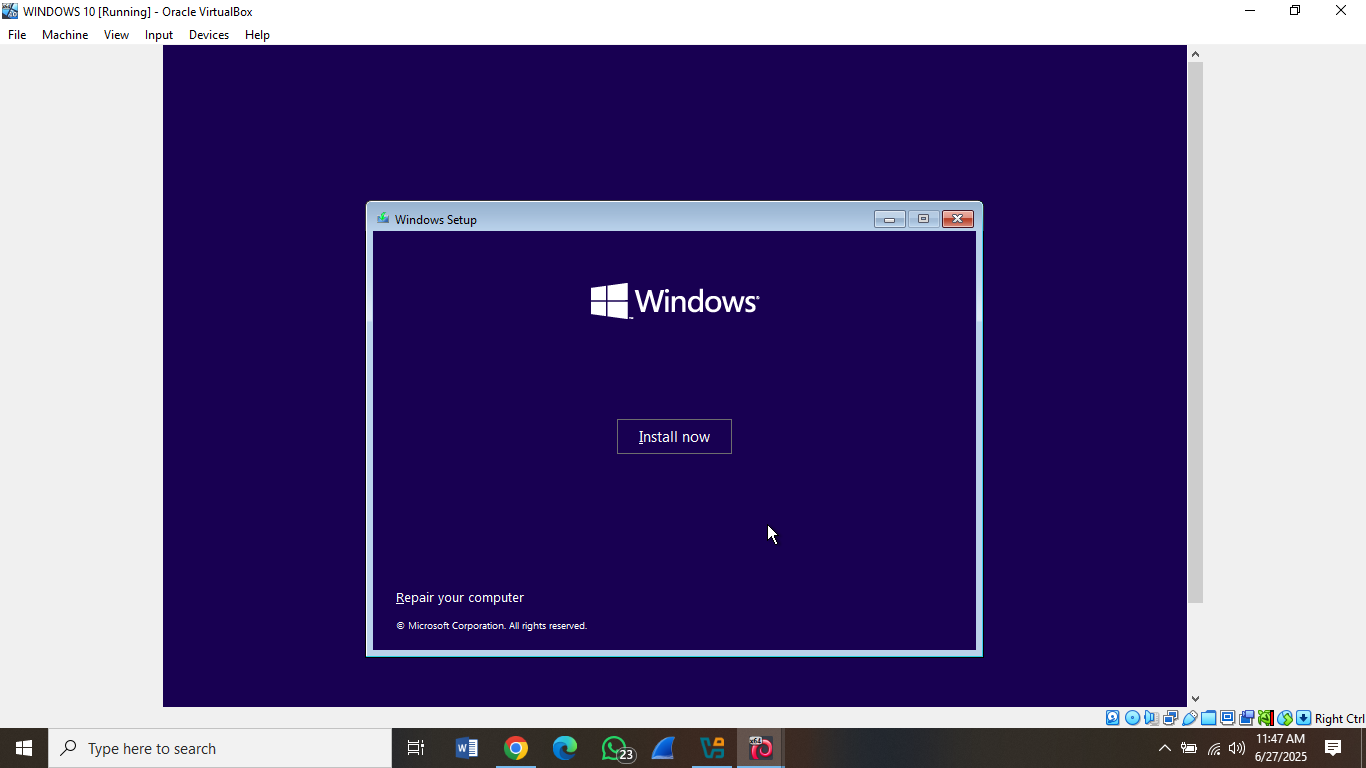 WINDOWS 10 [Running] - Oracle VirtualBox
File Machine View Input Devices Help
Windows Setup
Windows
Install now
Repair your computer
© Microsoft Corporation. All rights reserved.
Right Ctrl
Type here to search
23
11:47 AM
6/27/2025